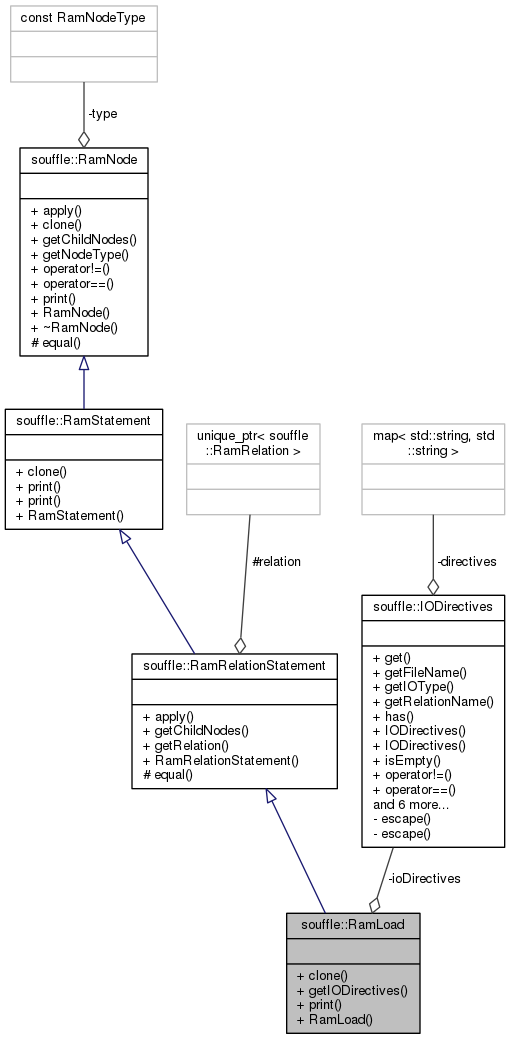 const RamNodeType
-type
souffle::RamNode
+ apply()
+ clone()
+ getChildNodes()
+ getNodeType()
+ operator!=()
+ operator==()
+ print()
+ RamNode()
+ ~RamNode()
# equal()
souffle::RamStatement
+ clone()
+ print()
+ print()
+ RamStatement()
unique_ptr< souffle
::RamRelation >
map< std::string, std
::string >
#relation
-directives
souffle::RamRelationStatement
+ apply()
+ getChildNodes()
+ getRelation()
+ RamRelationStatement()
# equal()
souffle::IODirectives
+ get()
+ getFileName()
+ getIOType()
+ getRelationName()
+ has()
+ IODirectives()
+ IODirectives()
+ isEmpty()
+ operator!=()
+ operator==()
and 6 more...
- escape()
- escape()
-ioDirectives
souffle::RamLoad
+ clone()
+ getIODirectives()
+ print()
+ RamLoad()